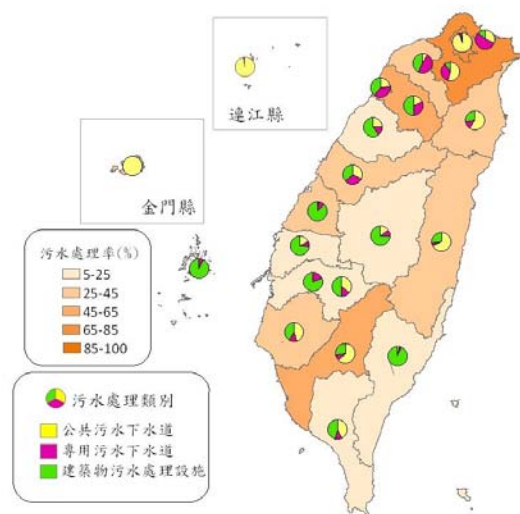 連江縣
金門縣
污水處理率(%)
5-25
25-45
45-65
65-85
85-100
污水處理類別
公共污水下水道
專用污水下水道
建築物污水處理設施